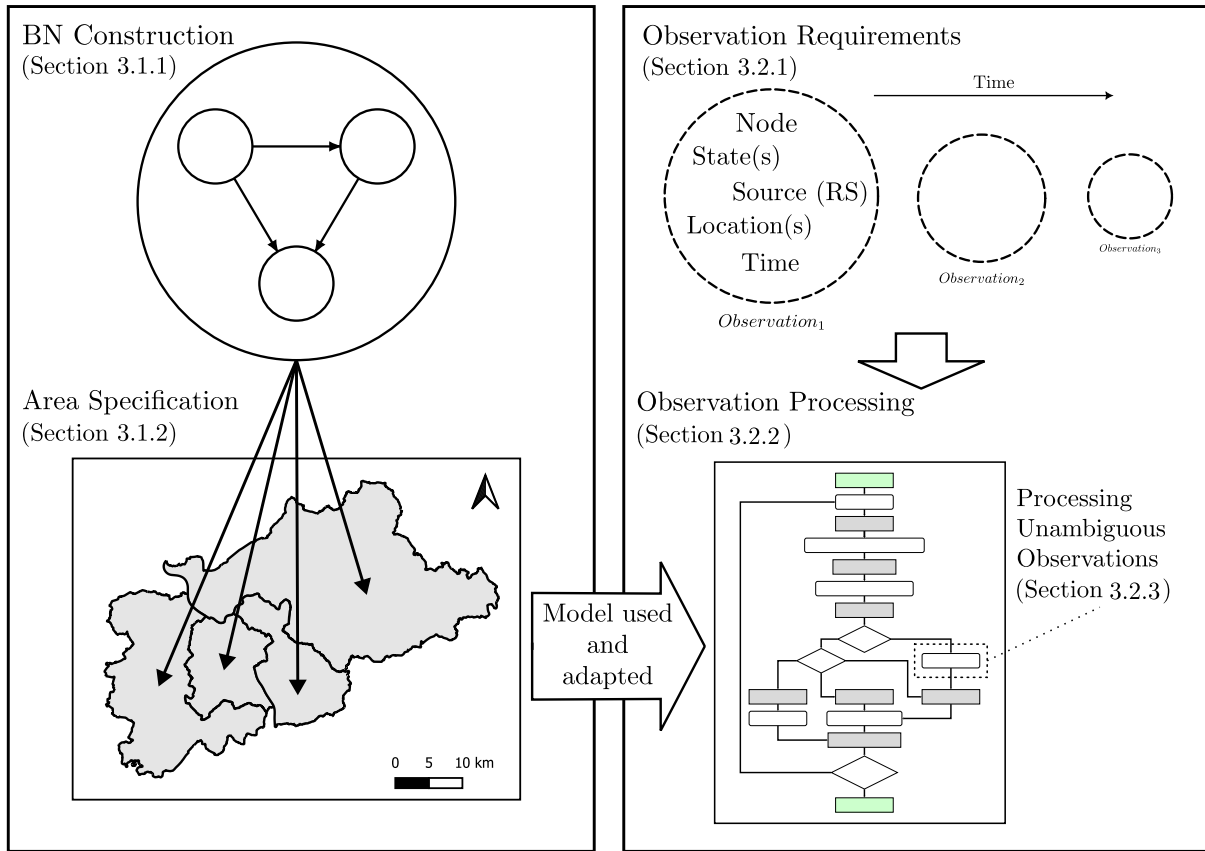 BN Construction
(Section 3.1.1)
Area Specification
(Section 3.1.2)
0 5 10 km
Model used
and
adapted
Observation Requirements
(Section 3.2.1)
Time
Node
State(s)
Source (RS)
Location(s)
Time
Observation1
Observation2
Observation3
Observation Processing
(Section 3.2.2)
Processing
Unambiguous
Observations
(Section 3.2.3)